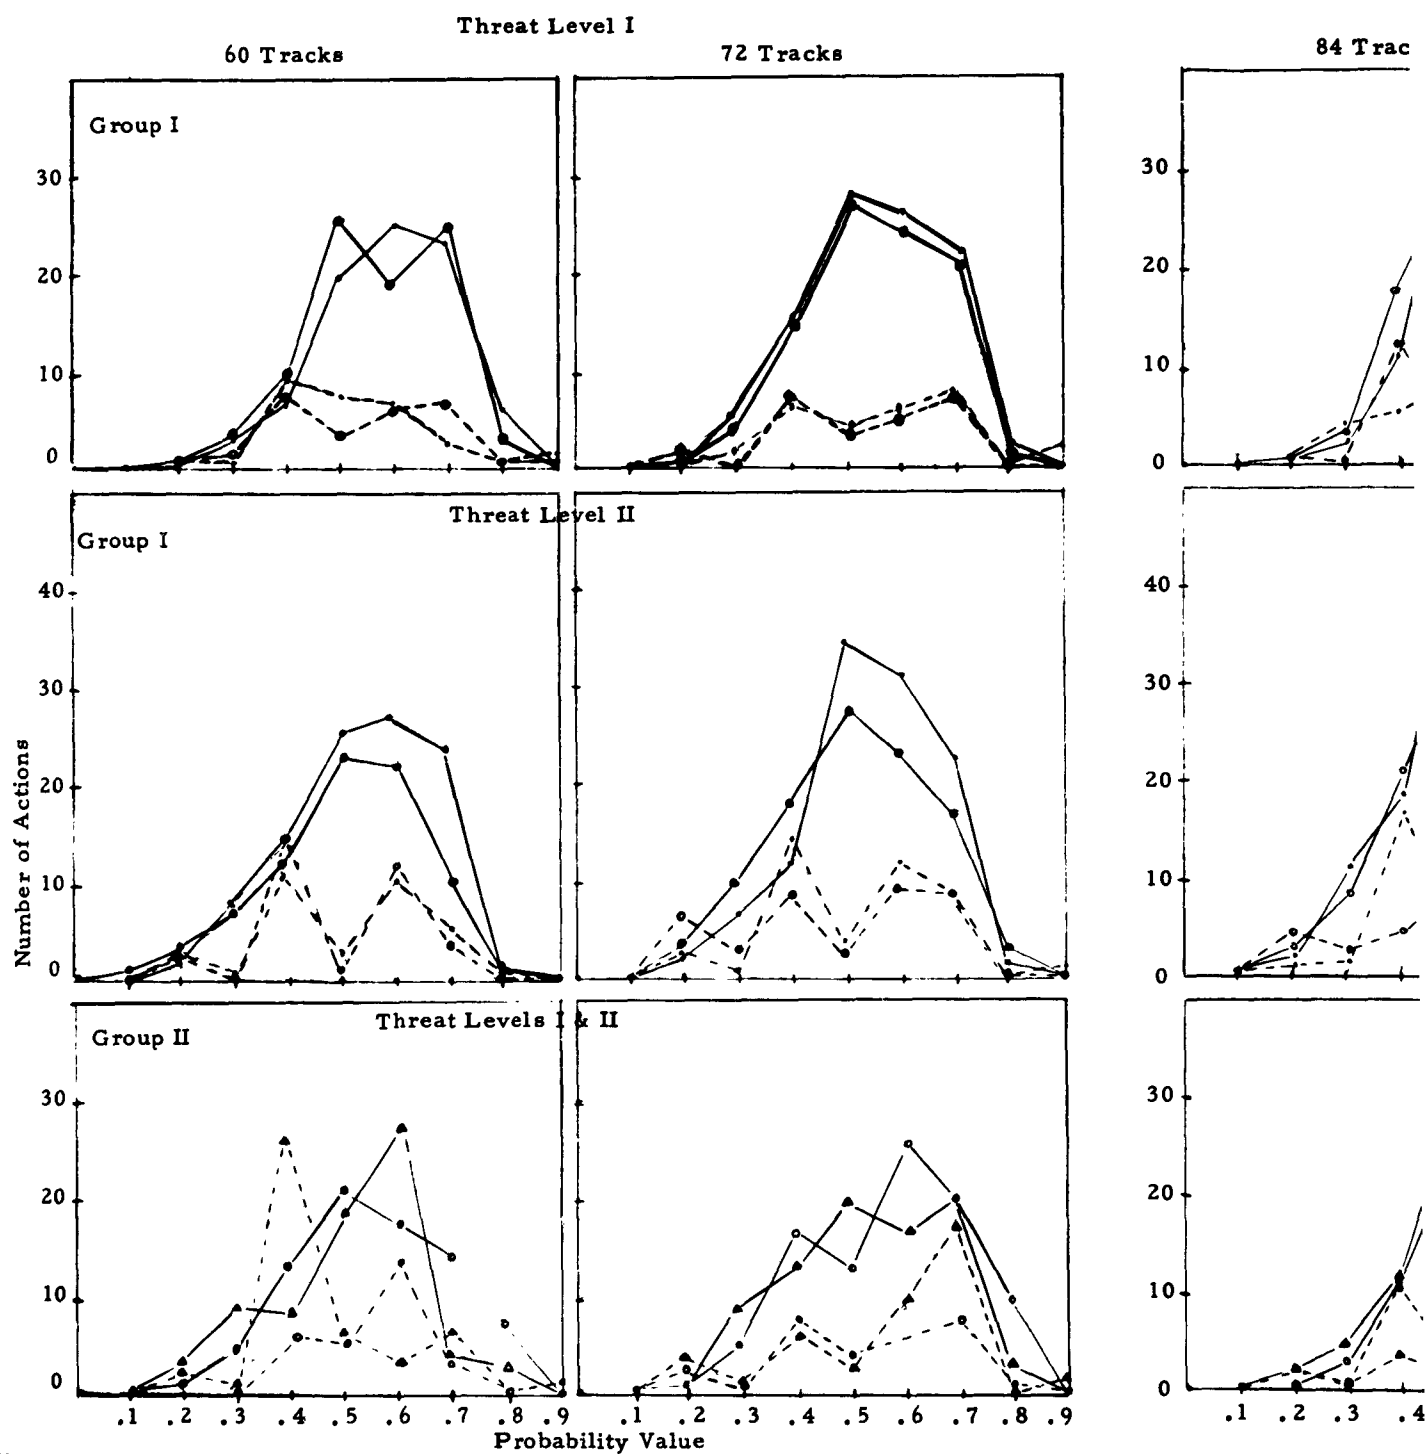 Threat Level I
60 Tracks 72 Tracks 84 Trac
Group I
30 30
20 20
10 10
0 0
Threat Level II
Group I
40 40
30 30
20 20
10 10
0 0
Number of Actions
Threat Levels I & II
Group II
30 30
20 20
10 10
0 0
.1 .2 .3 .4 .5 .6 .7 .8 .9 .1 .2 .3 .4 .5 .6 .7 .8 .9 .1 .2 .3 .4
Probability Value